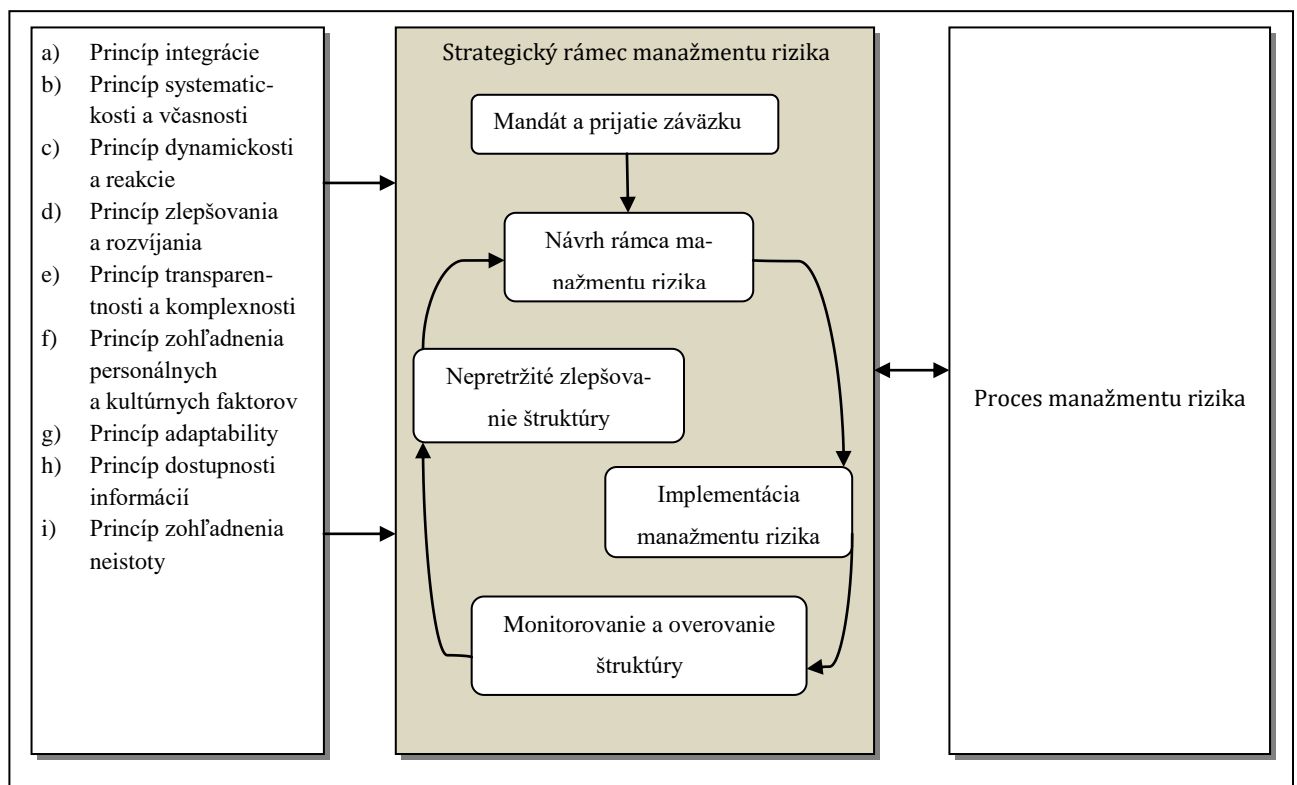 a) Princíp integrácie
b) Princíp systematic-
kosti a včasnosti
c) Princíp dynamickosti
a reakcie
d) Princíp zlepšovania
a rozvíjania
e) Princíp transparen-
tnosti a komplexnosti
f) Princíp zohľadnenia
personálnych
a kultúrnych faktorov
g) Princíp adaptability
h) Princíp dostupnosti
informácií
i) Princíp zohľadnenia
neistoty
Strategický rámec manažmentu rizika
Mandát a prijatie záväzku
Návrh rámca ma-
nažmentu rizika
Nepretržité zlepšova-
nie štruktúry
Implementácia
manažmentu rizika
Monitorovanie a overovanie
štruktúry
Proces manažmentu rizika